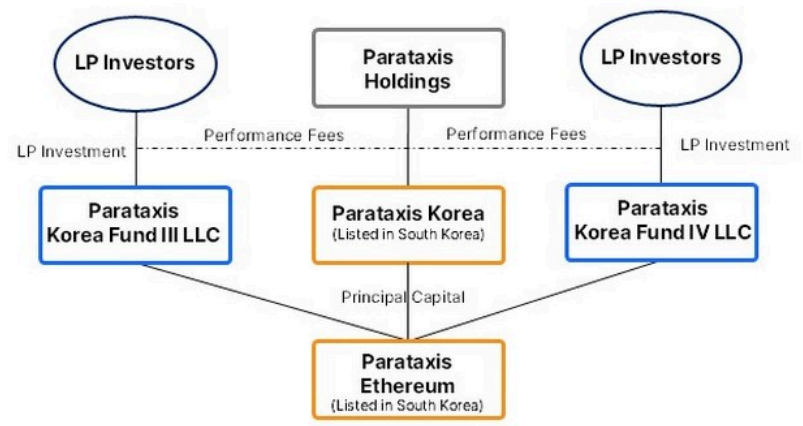 LP Investors
Parataxis
Holdings
LP Investors
Performance Fees
Performance Fees
LP Investment
LP Investment
Parataxis
Korea Fund III LLC
Parataxis Korea
(Listed in South Korea)
Parataxis
Korea Fund IV LLC
Principal Capital
Parataxis
Ethereum
(Listed in South Korea)